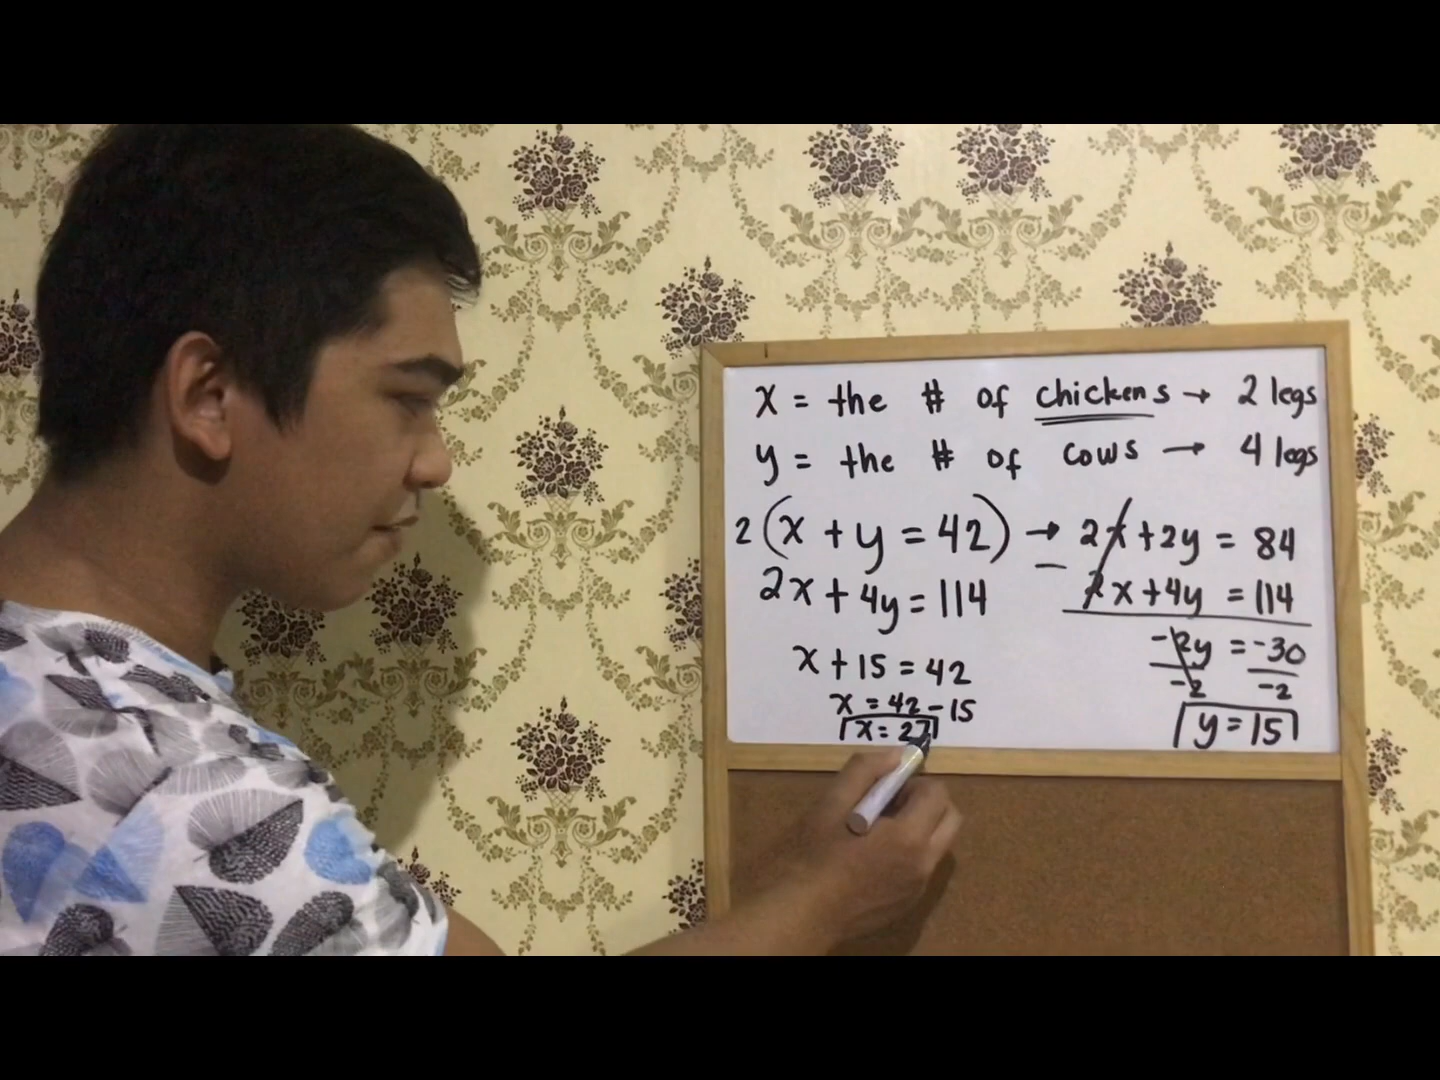 x = the # of chickens → 2 legs
y = the # of cows → 4 legs
2(x + y = 42) → 2x + 2y = 84
2x + 4y = 114
− 2x + 4y = 114
x + 15 = 42
x = 42 - 15
x = 27
-2y = -30
-2 -2
y = 15